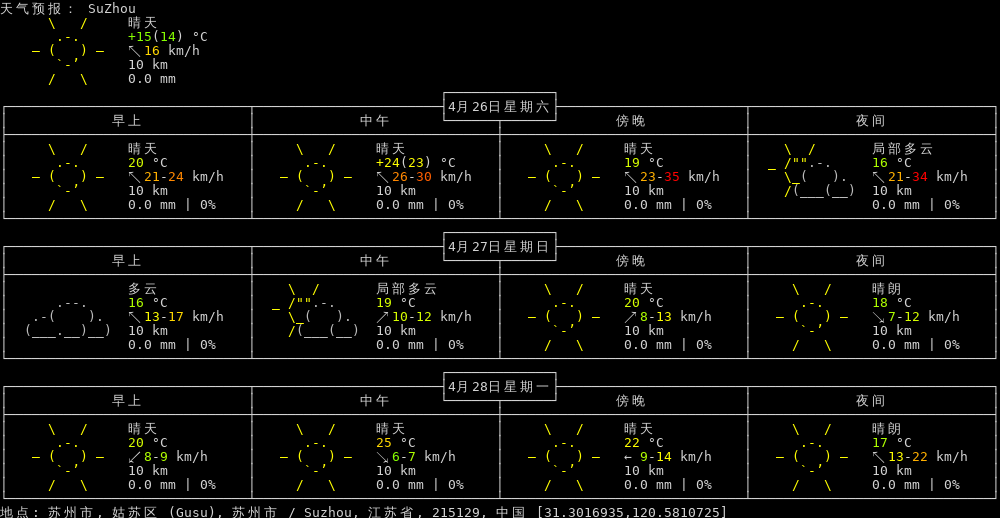 天气预报： SuZhou
晴天
+15(14) °C
↖16 km/h
10 km
0.0 mm
4月26日星期六
早上 中午 傍晚 夜间
晴天 晴天 晴天 局部多云
20 °C +24(23) °C 19 °C 16 °C
↖21-24 km/h ↖26-30 km/h ↖23-35 km/h ↖21-34 km/h
10 km 10 km 10 km 10 km
0.0 mm | 0% 0.0 mm | 0% 0.0 mm | 0% 0.0 mm | 0%
4月27日星期日
早上 中午 傍晚 夜间
多云 局部多云 晴天 晴朗
16 °C 19 °C 20 °C 18 °C
↖13-17 km/h ↗10-12 km/h ↗8-13 km/h ↘7-12 km/h
10 km 10 km 10 km 10 km
0.0 mm | 0% 0.0 mm | 0% 0.0 mm | 0% 0.0 mm | 0%
4月28日星期一
早上 中午 傍晚 夜间
晴天 晴天 晴天 晴朗
20 °C 25 °C 22 °C 17 °C
↙8-9 km/h ↘6-7 km/h ← 9-14 km/h ↖13-22 km/h
10 km 10 km 10 km 10 km
0.0 mm | 0% 0.0 mm | 0% 0.0 mm | 0% 0.0 mm | 0%
地点: 苏州市, 姑苏区 (Gusu), 苏州市 / Suzhou, 江苏省, 215129, 中国 [31.3016935,120.5810725]